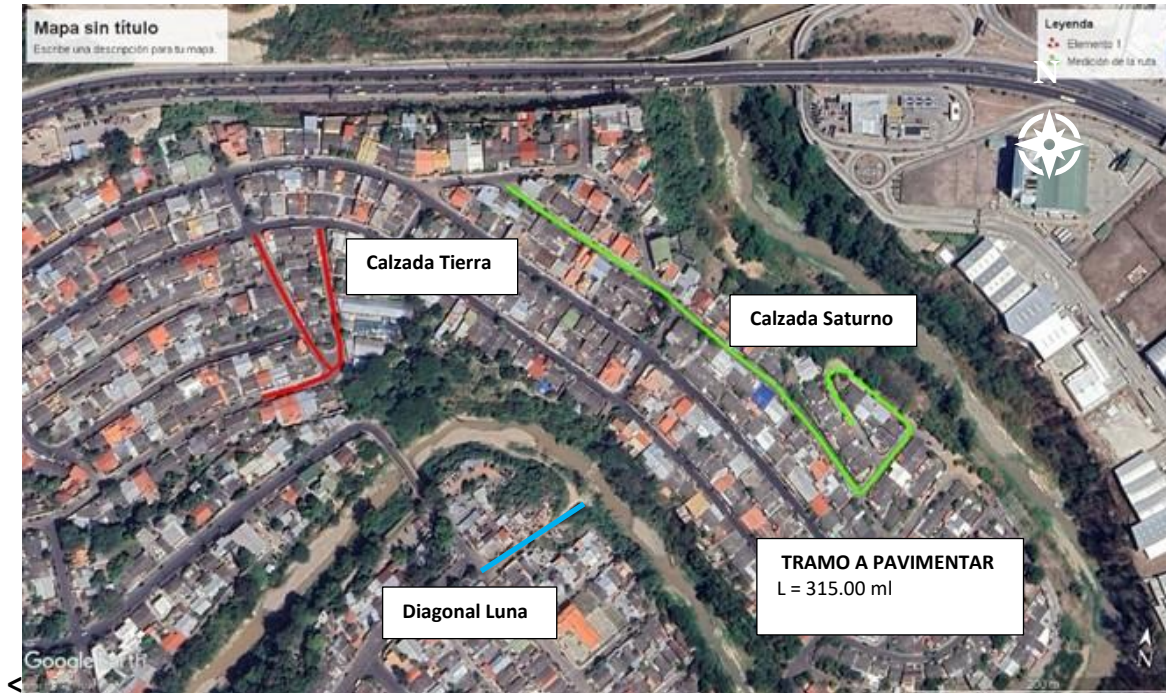 Mapa sin título
Escribe una descripción para tu mapa.
Leyenda
Elemento 1
Medición de la ruta
N
Calzada Tierra
Calzada Saturno
TRAMO A PAVIMENTAR
L = 315.00 ml
Diagonal Luna
Google Earth
N
200 m
<